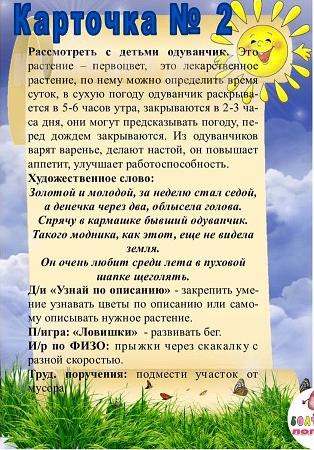 Карточка № 2
Рассмотреть с детьми одуванчик. Это
растение – первоцвет, это лекарственное
растение, по нему можно определить время
суток, в сухую погоду одуванчик раскрыва-
ется в 5-6 часов утра, закрываются в 2-3 ча-
са дня, они могут предсказывать погоду, пе-
ред дождем закрываются. Из одуванчиков
варят варенье, делают настой, он повышает
аппетит, улучшает работоспособность.
Художественное слово:
Золотой и молодой, за неделю стал седой,
а денечка через два, облысела голова.
Спрячу в кармашке бывший одуванчик.
Такого модника, как этот, еще не видела
земля.
Он очень любит среди лета в пуховой
шапке щеголять.
Д/и «Узнай по описанию» - закрепить уме-
ние узнавать цветы по описанию или само-
му описывать нужное растение.
П/игра: «Ловишки» - развивать бег.
И/р по ФИЗО: прыжки через скакалку с
разной скоростью.
Труд. поручения: подмести участок от
мусора